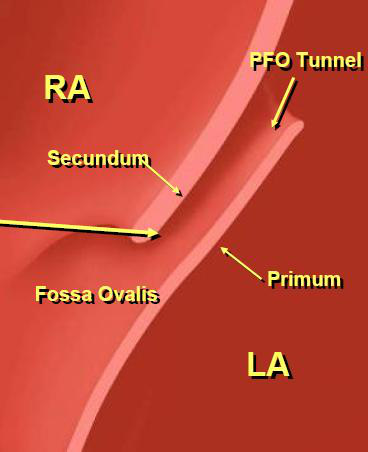 PFO Tunnel
RA
Secundum
Primum
Fossa Ovalis
LA